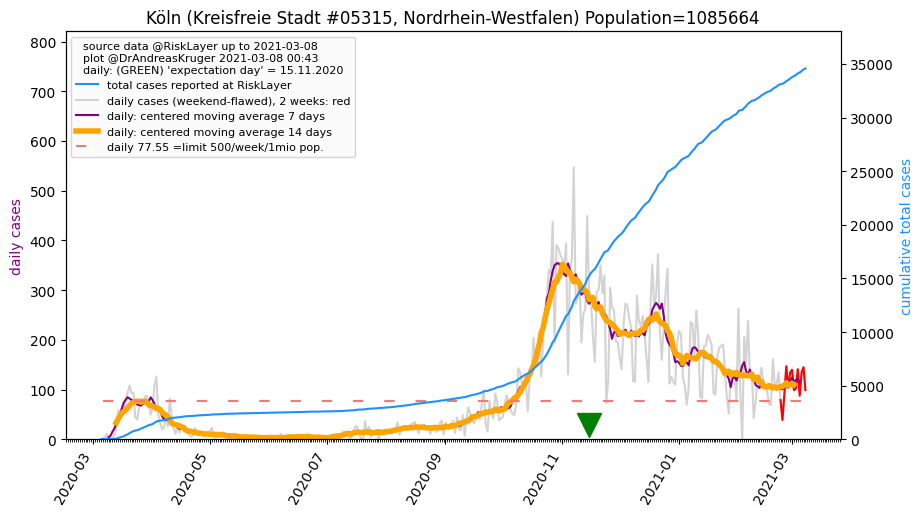 Köln (Kreisfreie Stadt #05315, Nordrhein-Westfalen) Population=1085664
source data @RiskLayer up to 2021-03-08
plot @DrAndreasKruger 2021-03-08 00:43
daily: (GREEN) 'expectation day' = 15.11.2020
total cases reported at RiskLayer
daily cases (weekend-flawed), 2 weeks: red
daily: centered moving average 7 days
daily: centered moving average 14 days
daily 77.55 =limit 500/week/1mio pop.
daily cases
800
700
600
500
400
300
200
100
0
cumulative total cases
35000
30000
25000
20000
15000
10000
5000
0
2020-03
2020-05
2020-07
2020-09
2020-11
2021-01
2021-03